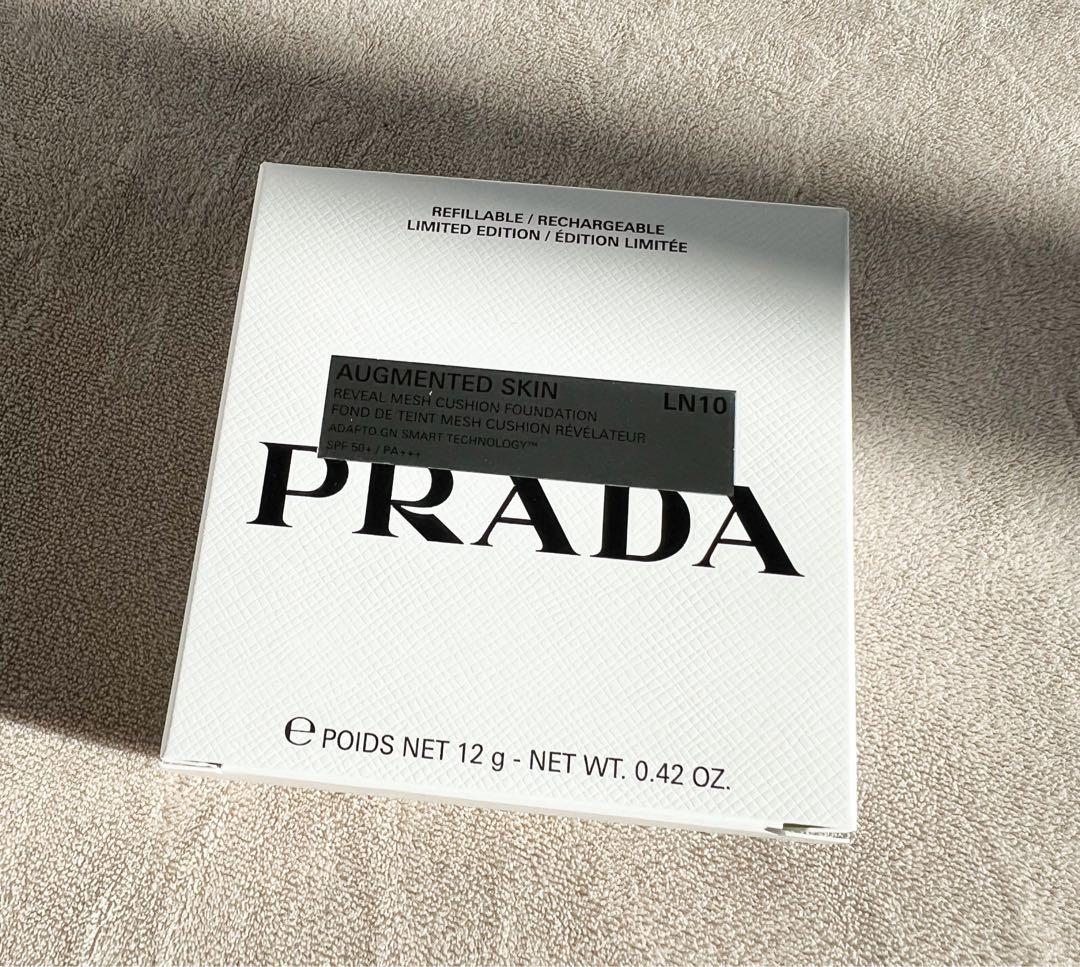 REFILLABLE / RECHARGEABLE
LIMITED EDITION / ÉDITION LIMITÉE
AUGMENTED SKIN LN10
REVEAL MESH CUSHION FOUNDATION
FOND DE TEINT MESH CUSHION RÉVÉLATEUR
ADAPTO.GN SMART TECHNOLOGY™
SPF 50+ / PA+++
PRADA
℮ POIDS NET 12 g - NET WT. 0.42 OZ.